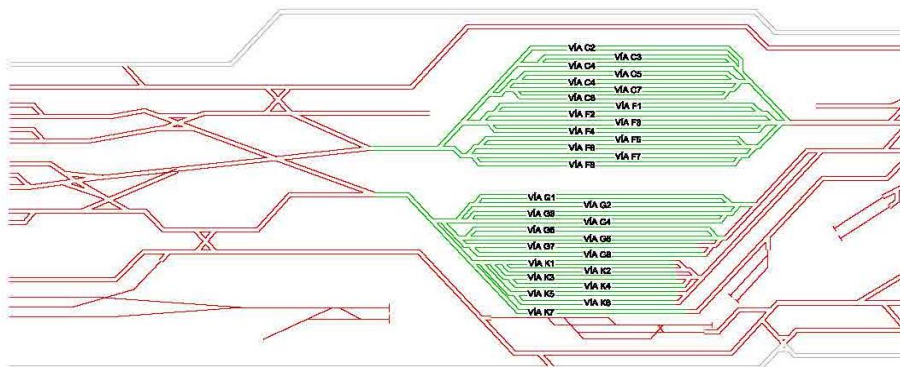 VÍA C2
VÍA C3
VÍA C4
VÍA C5
VÍA C4
VÍA C7
VÍA C8
VÍA F1
VÍA F2
VÍA F3
VÍA F4
VÍA F5
VÍA F6
VÍA F7
VÍA F8
VÍA G1
VÍA G2
VÍA G3
VÍA C4
VÍA G5
VÍA G6
VÍA G7
VÍA G8
VÍA K1
VÍA K2
VÍA K3
VÍA K4
VÍA K5
VÍA K6
VÍA K7